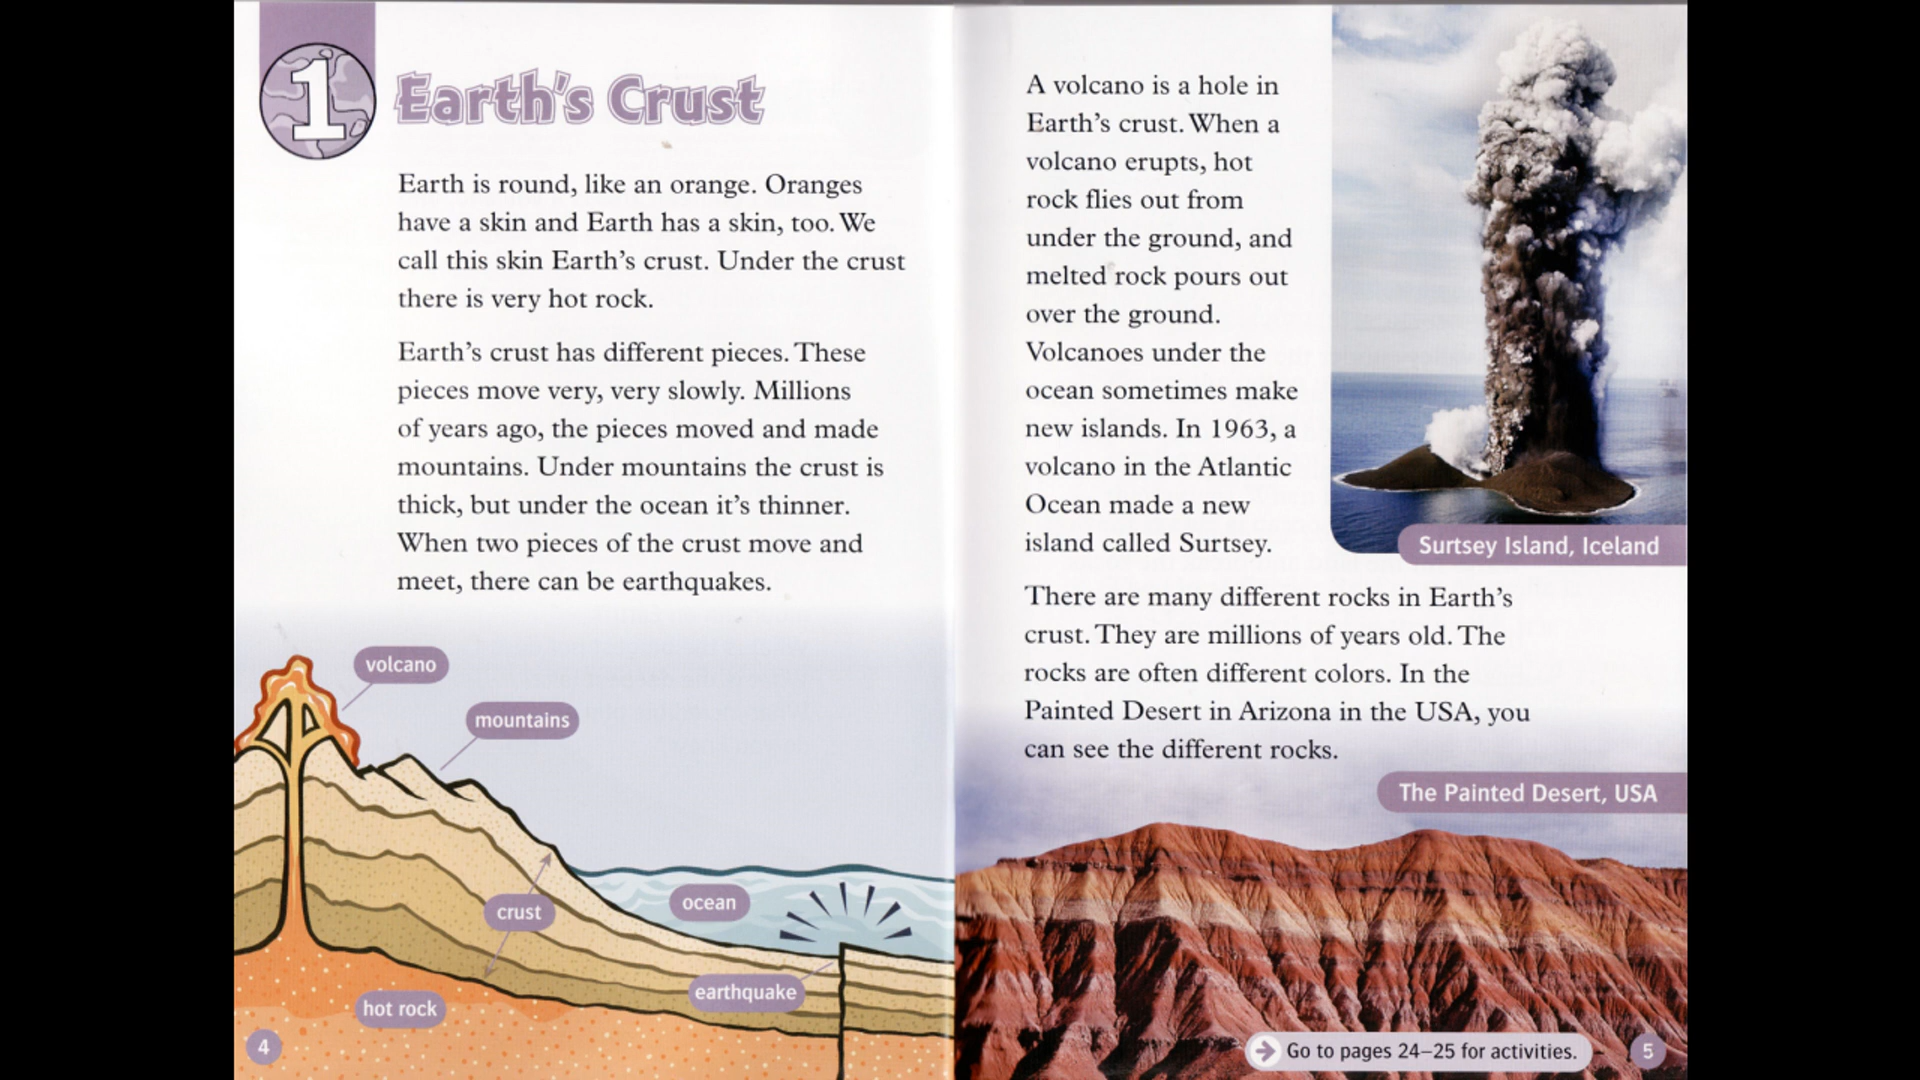 1
Earth's Crust
Earth is round, like an orange. Oranges
have a skin and Earth has a skin, too. We
call this skin Earth's crust. Under the crust
there is very hot rock.
Earth's crust has different pieces. These
pieces move very, very slowly. Millions
of years ago, the pieces moved and made
mountains. Under mountains the crust is
thick, but under the ocean it's thinner.
When two pieces of the crust move and
meet, there can be earthquakes.
volcano
mountains
crust
ocean
earthquake
hot rock
4
A volcano is a hole in
Earth's crust. When a
volcano erupts, hot
rock flies out from
under the ground, and
melted rock pours out
over the ground.
Volcanoes under the
ocean sometimes make
new islands. In 1963, a
volcano in the Atlantic
Ocean made a new
island called Surtsey.
Surtsey Island, Iceland
There are many different rocks in Earth's
crust. They are millions of years old. The
rocks are often different colors. In the
Painted Desert in Arizona in the USA, you
can see the different rocks.
The Painted Desert, USA
Go to pages 24–25 for activities.
5